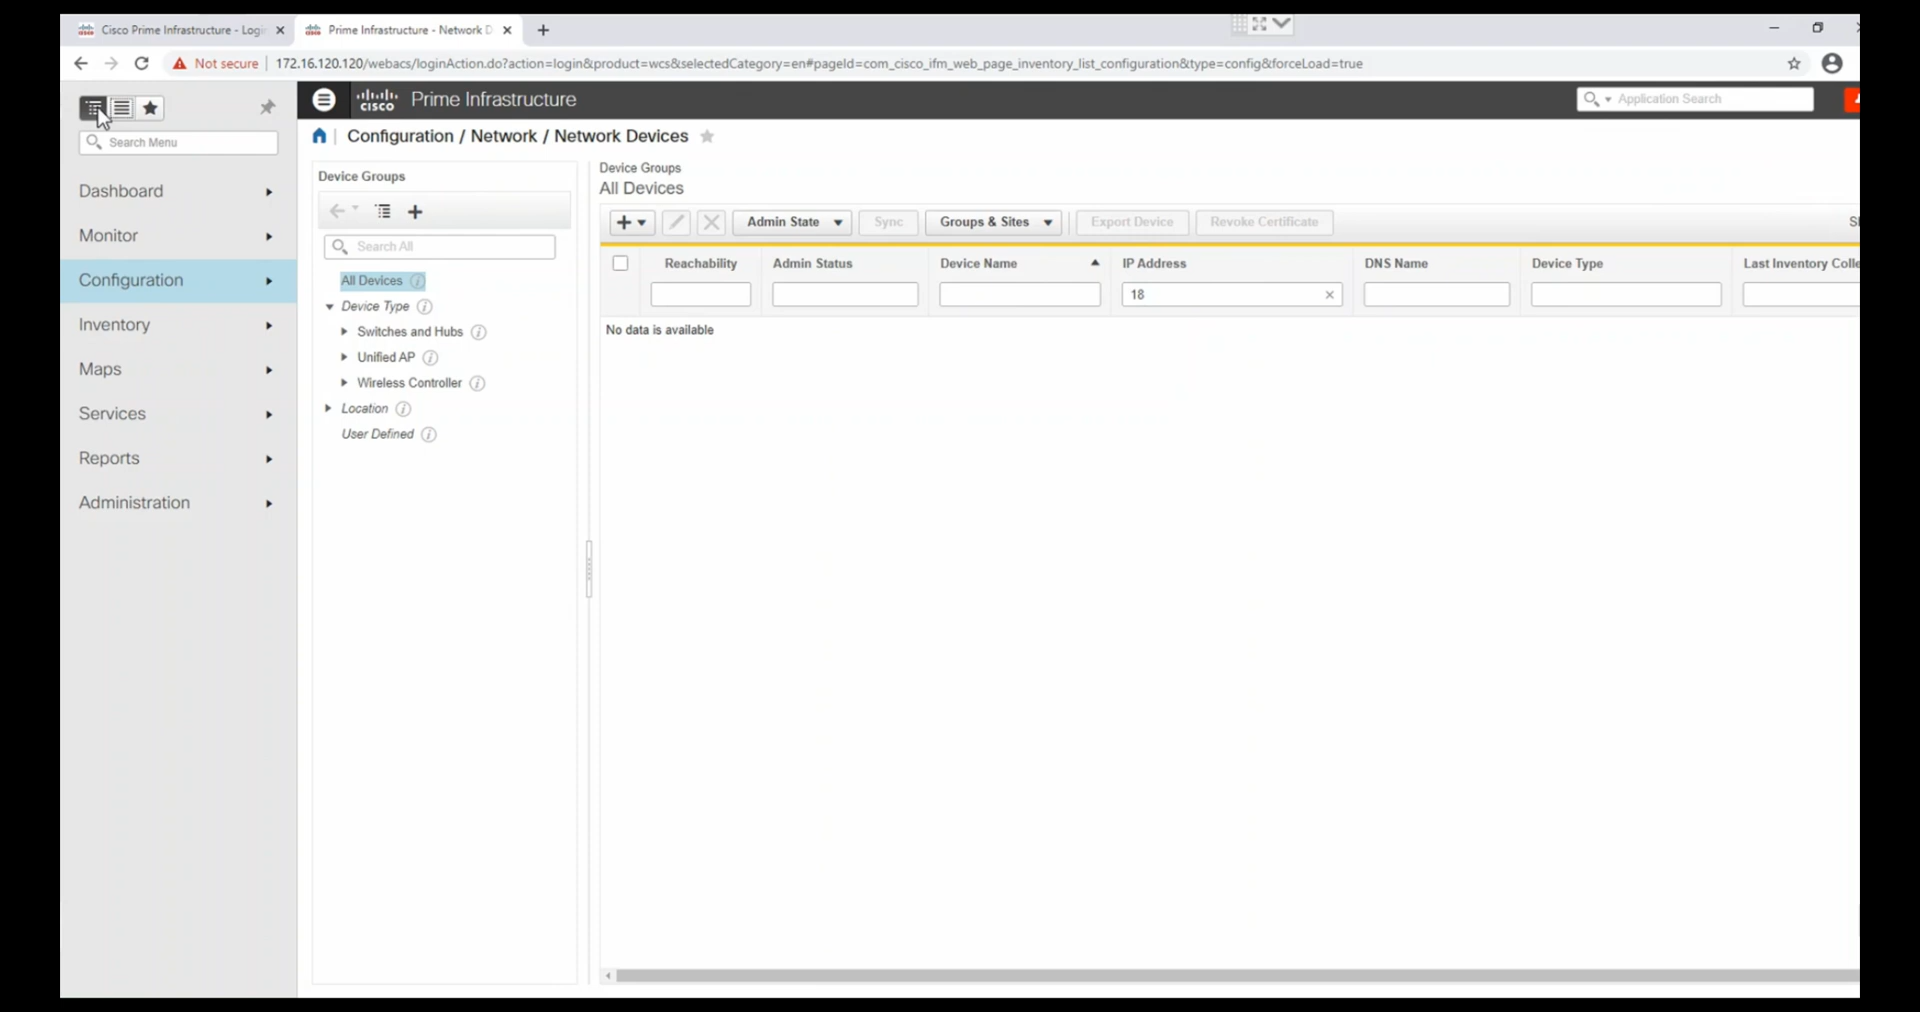 Cisco Prime Infrastructure - Logi
Prime Infrastructure - Network D
Not secure
172.16.120.120/webacs/loginAction.do?action=login&product=wcs&selectedCategory=en#pageId=com_cisco_ifm_web_page_inventory_list_configuration&type=config&forceLoad=true
cisco Prime Infrastructure
Application Search
Search Menu
Dashboard
Monitor
Configuration
Inventory
Maps
Services
Reports
Administration
Configuration / Network / Network Devices
Device Groups
Search All
All Devices
Device Type
Switches and Hubs
Unified AP
Wireless Controller
Location
User Defined
Device Groups
All Devices
Admin State Sync Groups & Sites Export Device Revoke Certificate
Reachability Admin Status Device Name IP Address DNS Name Device Type Last Inventory Colle
18
No data is available